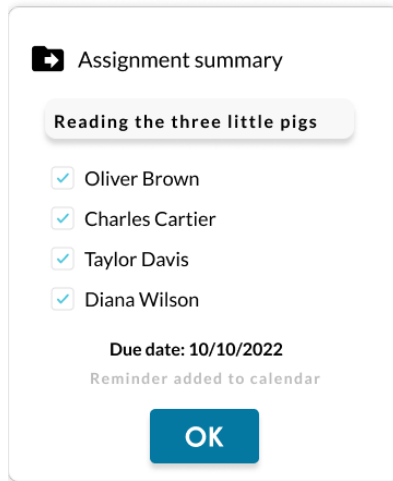 Assignment summary
Reading the three little pigs
Oliver Brown
Charles Cartier
Taylor Davis
Diana Wilson
Due date: 10/10/2022
Reminder added to calendar
OK